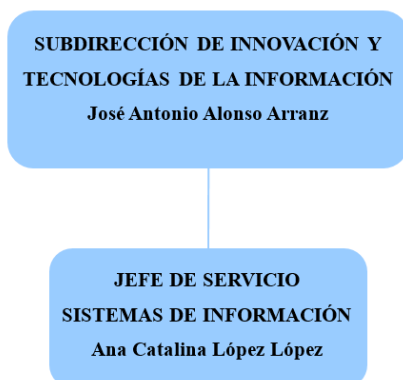 SUBDIRECCIÓN DE INNOVACIÓN Y
TECNOLOGÍAS DE LA INFORMACIÓN
José Antonio Alonso Arranz
JEFE DE SERVICIO
SISTEMAS DE INFORMACIÓN
Ana Catalina López López